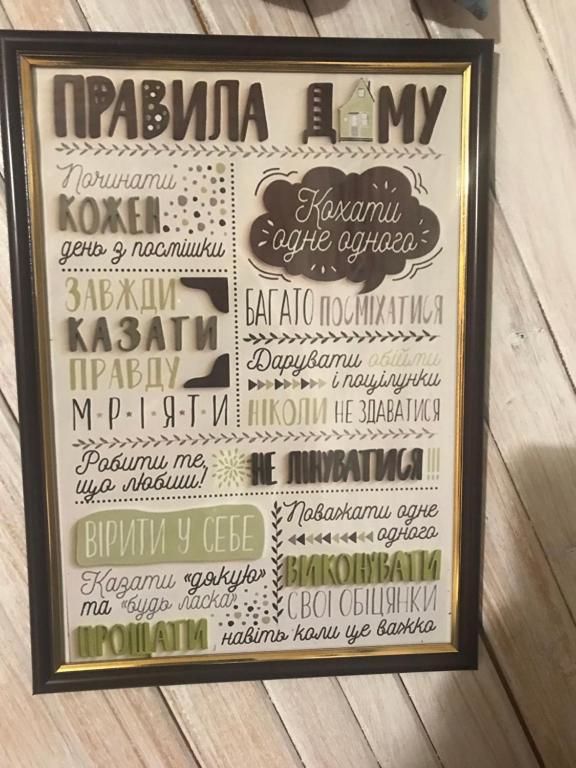 ПРАВИЛА ДОМУ
Починати
КОЖЕН
день з посмішки
Кохати
одне одного
ЗАВЖДИ
КАЗАТИ
ПРАВДУ
МРІЯТИ
БАГАТО ПОСМІХАТИСЯ
Дарувати обійми
і поцілунки
НІКОЛИ НЕ ЗДАВАТИСЯ
Робити те,
що любиш!
НЕ ЛІНУВАТИСЯ!!!
ВІРИТИ У СЕБЕ
Казати «дякую»
та «будь ласка»
Поважати одне
одного
ВИКОНУВАТИ
СВОЇ ОБІЦЯНКИ
ПРОЩАТИ навіть коли це важко